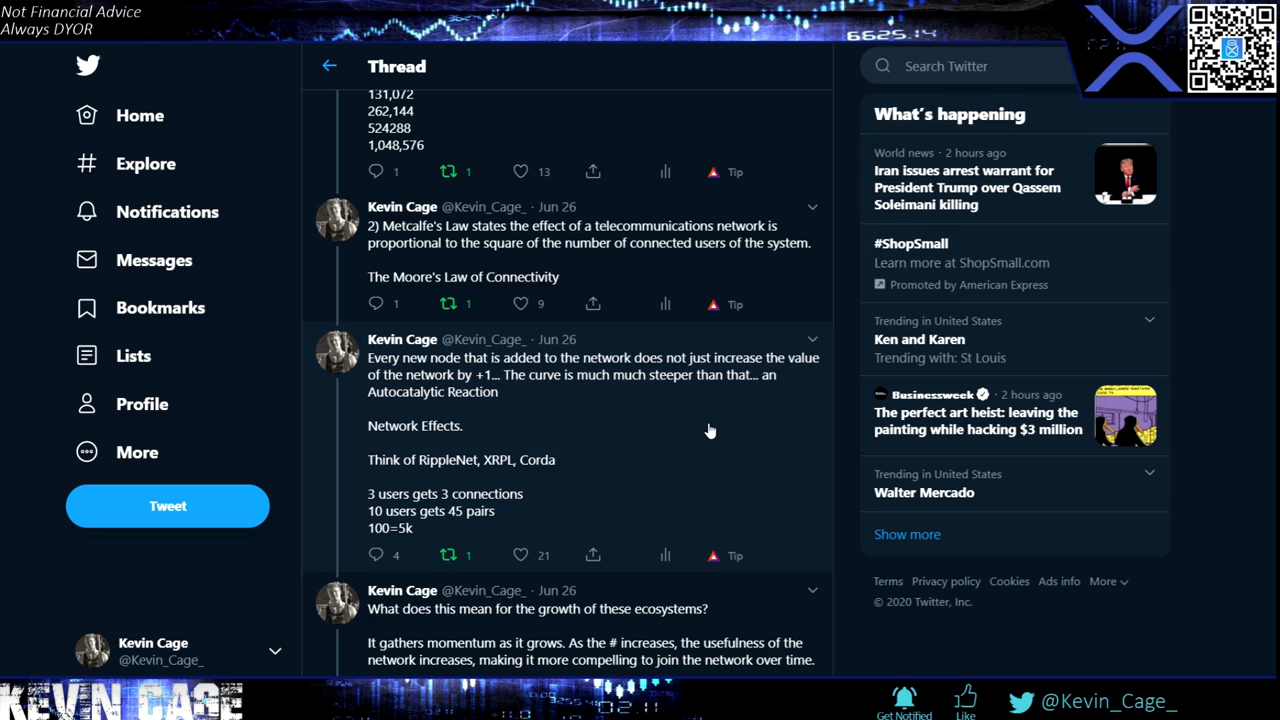 Not Financial Advice
Always DYOR
6625.14
Home
Explore
Notifications
Messages
Bookmarks
Lists
Profile
More
Tweet
Kevin Cage
@Kevin_Cage_
Thread
131,072
262,144
524288
1,048,576
1 1 13 Tip
Kevin Cage @Kevin_Cage_ · Jun 26
2) Metcalfe's Law states the effect of a telecommunications network is
proportional to the square of the number of connected users of the system.
The Moore's Law of Connectivity
1 1 9 Tip
Kevin Cage @Kevin_Cage_ · Jun 26
Every new node that is added to the network does not just increase the value
of the network by +1... The curve is much much steeper than that... an
Autocatalytic Reaction
Network Effects.
Think of RippleNet, XRPL, Corda
3 users gets 3 connections
10 users gets 45 pairs
100=5k
4 1 21 Tip
Kevin Cage @Kevin_Cage_ · Jun 26
What does this mean for the growth of these ecosystems?
It gathers momentum as it grows. As the # increases, the usefulness of the
network increases, making it more compelling to join the network over time.
Search Twitter
What's happening
World news · 2 hours ago
Iran issues arrest warrant for
President Trump over Qassem
Soleimani killing
#ShopSmall
Learn more at ShopSmall.com
Promoted by American Express
Trending in United States
Ken and Karen
Trending with: St Louis
Businessweek · 2 hours ago
The perfect art heist: leaving the
painting while hacking $3 million
Trending in United States
Walter Mercado
Show more
Terms Privacy policy Cookies Ads info More
© 2020 Twitter, Inc.
KEVIN CAGE
Get Notified
Like
@Kevin_Cage_